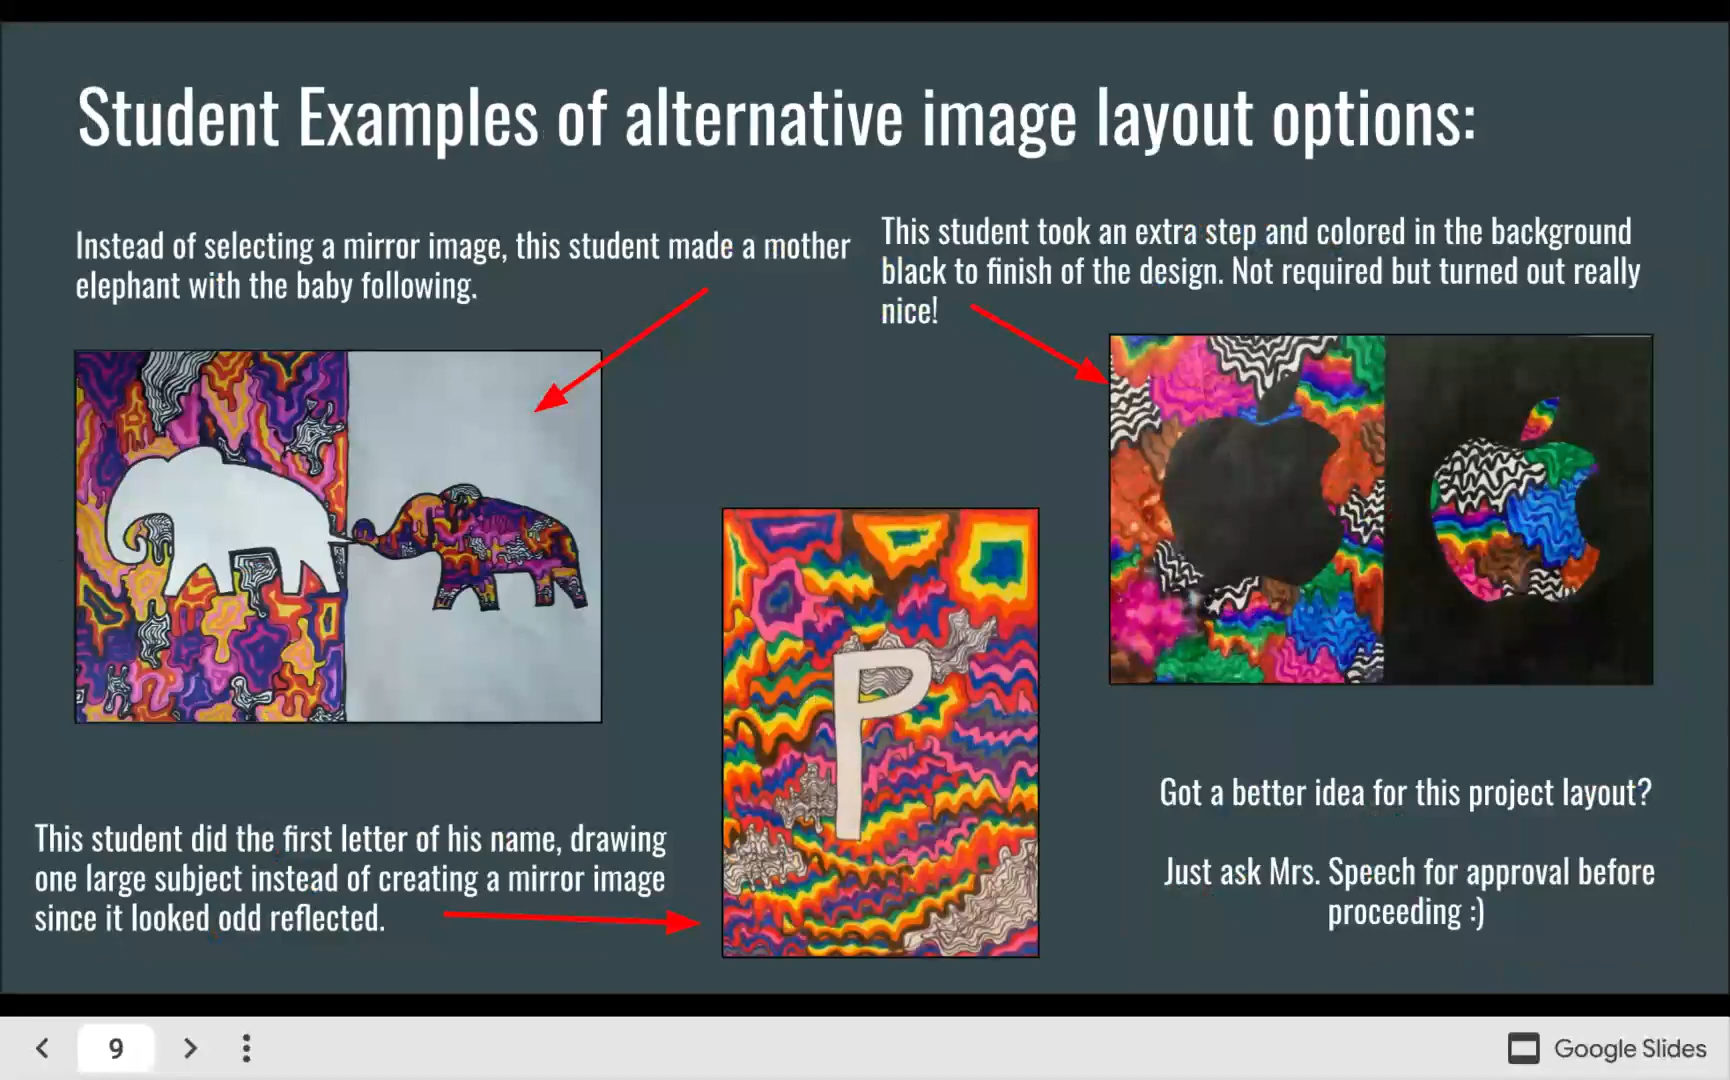 Student Examples of alternative image layout options:
Instead of selecting a mirror image, this student made a mother
elephant with the baby following.
This student took an extra step and colored in the background
black to finish of the design. Not required but turned out really
nice!
P
This student did the first letter of his name, drawing
one large subject instead of creating a mirror image
since it looked odd reflected.
Got a better idea for this project layout?
Just ask Mrs. Speech for approval before
proceeding :)
9
Google Slides